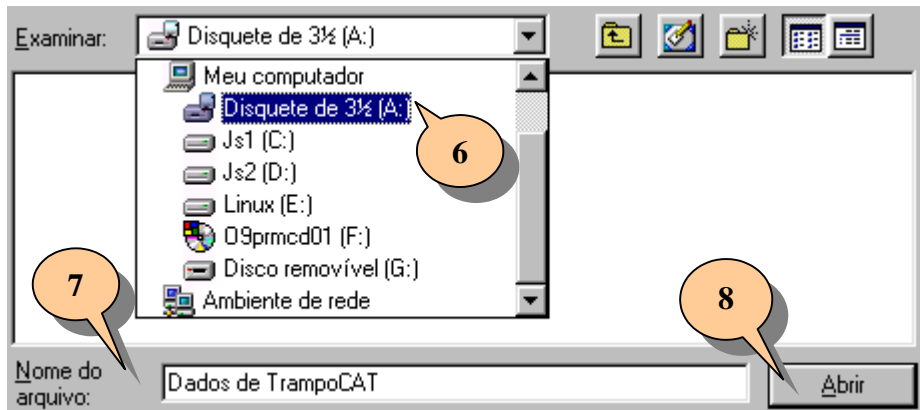 Examinar: Disquete de 3½ (A:)
Meu computador
Disquete de 3½ (A:)
6
Js1 (C:)
Js2 (D:)
Linux (E:)
O9prmcd01 (F:)
Disco removível (G:)
Ambiente de rede
7
8
Nome do arquivo:
Dados de TrampoCAT
Abrir